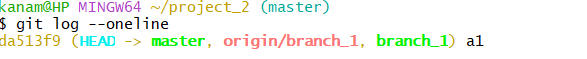 kanam@HP MINGW64 ~/project_2 (master)
$ git log --oneline
da513f9 (HEAD -> master, origin/branch_1, branch_1) a1